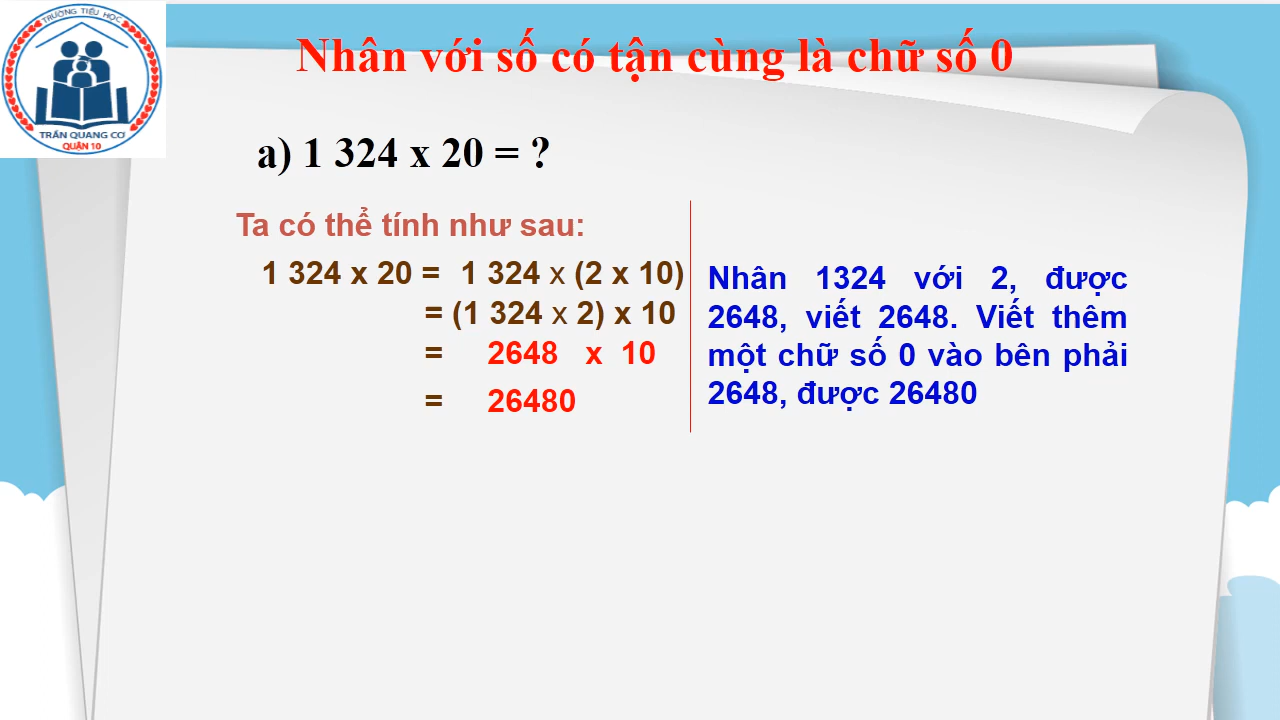 TRƯỜNG TIỂU HỌC
TRẦN QUANG CƠ
QUẬN 10
Nhân với số có tận cùng là chữ số 0
a) 1 324 x 20 = ?
Ta có thể tính như sau:
1 324 x 20 = 1 324 x (2 x 10)
= (1 324 x 2) x 10
= 2648 x 10
= 26480
Nhân 1324 với 2, được
2648, viết 2648. Viết thêm
một chữ số 0 vào bên phải
2648, được 26480